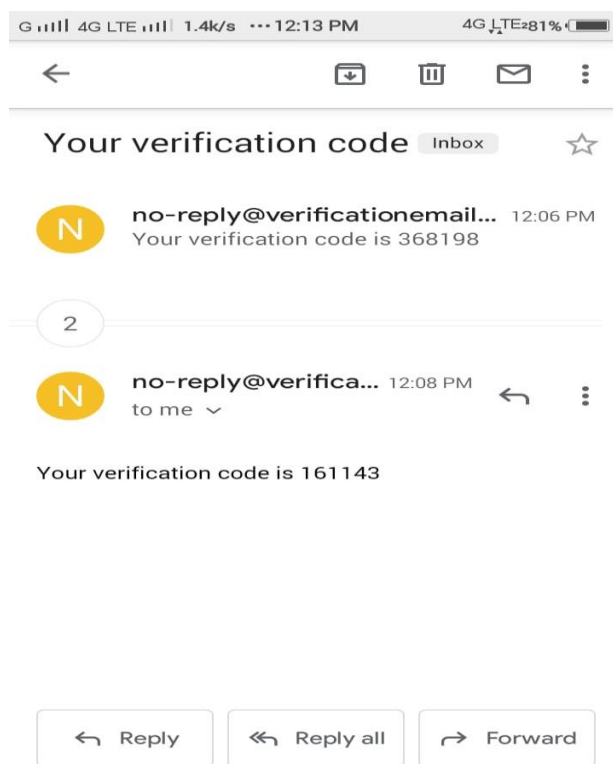 G 4G LTE 1.4k/s ... 12:13 PM 4G LTE2 81%
Your verification code Inbox
N no-reply@verificationemail... 12:06 PM
Your verification code is 368198
2
N no-reply@verifica... 12:08 PM
to me
Your verification code is 161143
Reply Reply all Forward